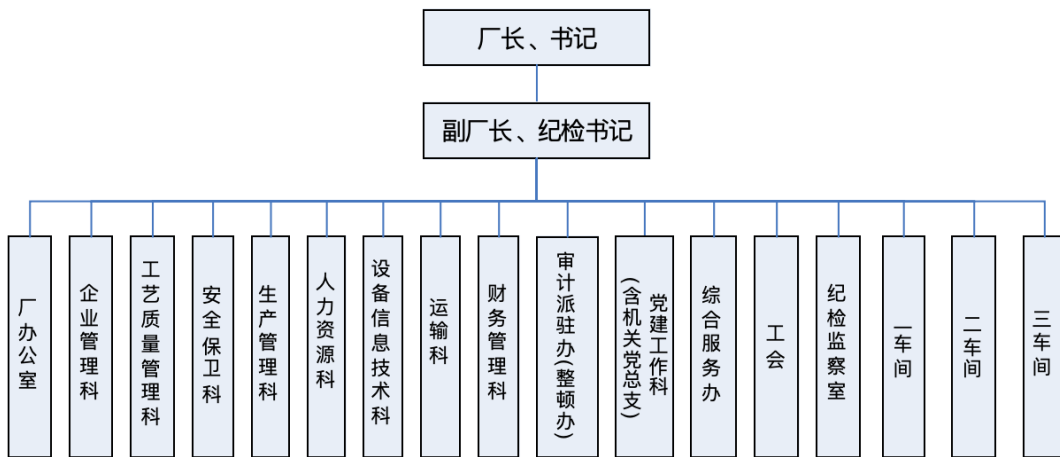 厂长、书记
副厂长、纪检书记
厂办公室
企业管理科
工艺质量管理科
安全保卫科
生产管理科
人力资源科
设备信息技术科
运输科
财务管理科
审计派驻办(整顿办)
党建工作科
(含机关党总支)
综合服务办
工会
纪检监察室
一车间
二车间
三车间